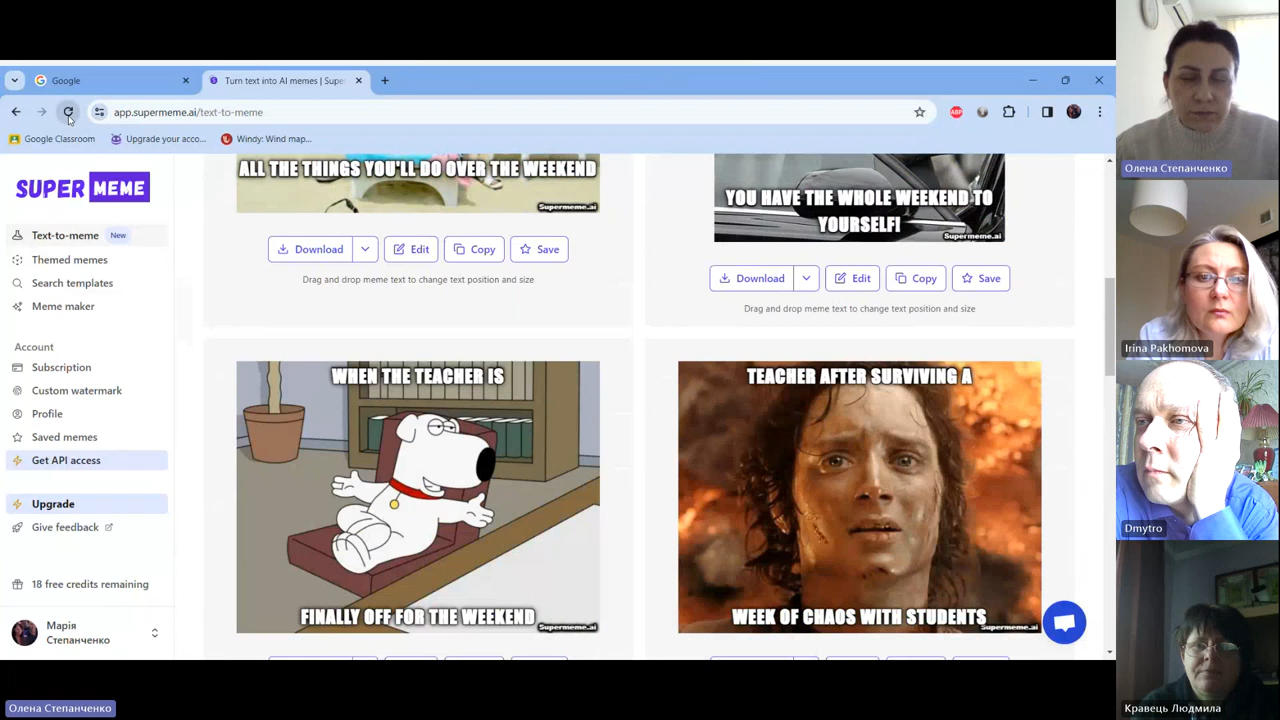 Google
Turn text into AI memes | Supe
app.supermeme.ai/text-to-meme
ABP
Google Classroom
Upgrade your acco...
Windy: Wind map...
SUPER MEME
Text-to-meme New
Themed memes
Search templates
Meme maker
Account
Subscription
Custom watermark
Profile
Saved memes
Get API access
Upgrade
Give feedback
18 free credits remaining
Марія
Степанченко
ALL THE THINGS YOU'LL DO OVER THE WEEKEND
Supermeme.ai
Download
Edit
Copy
Save
Drag and drop meme text to change text position and size
YOU HAVE THE WHOLE WEEKEND TO
YOURSELF!
Supermeme.ai
Download
Edit
Copy
Save
Drag and drop meme text to change text position and size
WHEN THE TEACHER IS
FINALLY OFF FOR THE WEEKEND
Supermeme.ai
TEACHER AFTER SURVIVING A
WEEK OF CHAOS WITH STUDENTS
Supermeme.ai
Олена Степанченко
Irina Pakhomova
Dmytro
Кравець Людмила
Олена Степанченко